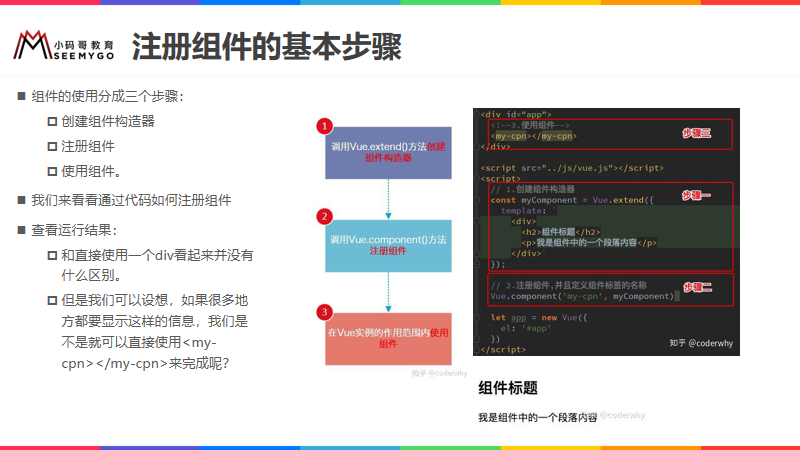 小码哥教育
SEEMYGO
注册组件的基本步骤
组件的使用分成三个步骤：
创建组件构造器
注册组件
使用组件。
我们来看看通过代码如何注册组件
查看运行结果：
和直接使用一个div看起来并没有
什么区别。
但是我们可以设想，如果很多地
方都要显示这样的信息，我们是
不是就可以直接使用<my-
cpn></my-cpn>来完成呢？
1
调用Vue.extend()方法创建
组件构造器
2
调用Vue.component()方法
注册组件
3
在Vue实例的作用范围内使用
组件
知乎 @coderwhy
<div id="app">
<!--3.使用组件-->
步骤三
<my-cpn></my-cpn>
</div>
<script src="../js/vue.js"></script>
<script>
// 1.创建组件构造器
步骤一
const myComponent = Vue.extend({
template: `
<div>
<h2>组件标题</h2>
<p>我是组件中的一个段落内容</p>
</div>`
});
// 2.注册组件,并且定义组件标签的名称
步骤二
Vue.component('my-cpn', myComponent)
let app = new Vue({
el: '#app'
})
</script>
知乎 @coderwhy
组件标题
我是组件中的一个段落内容
@coderwhy